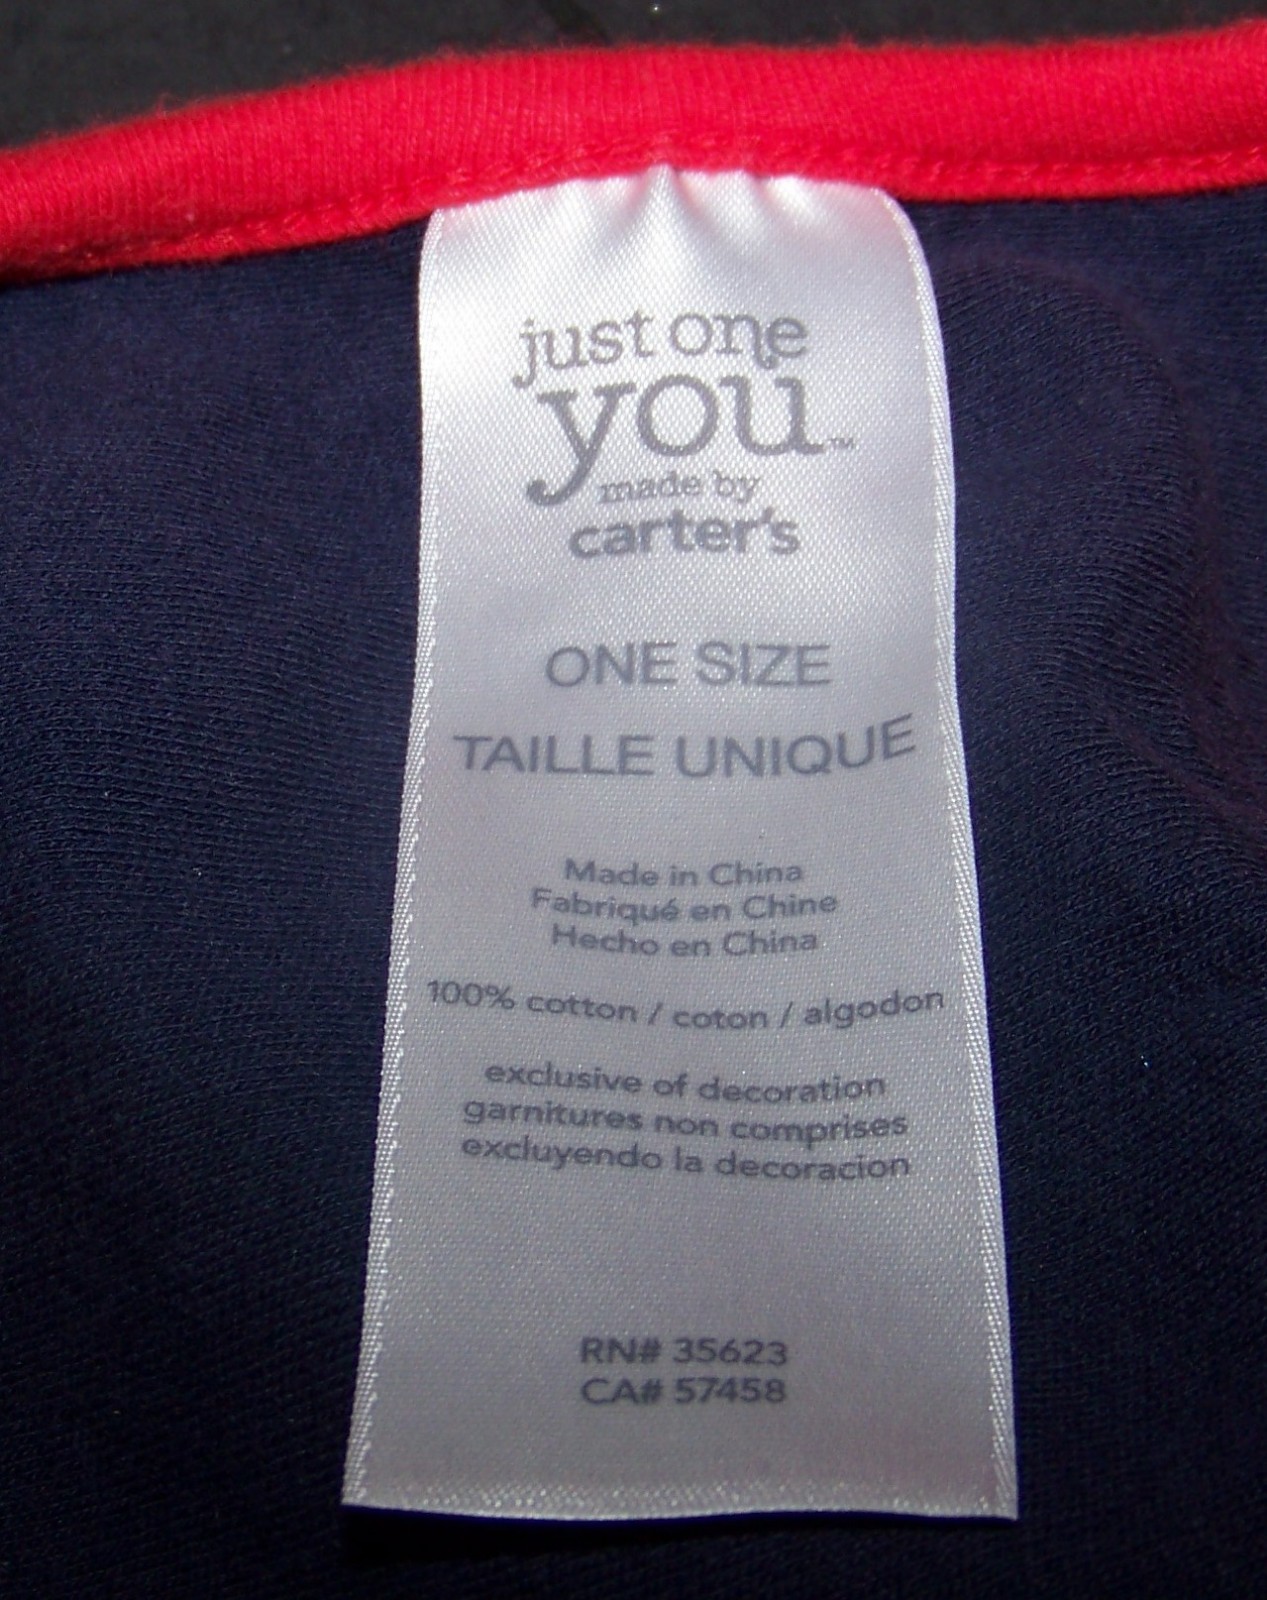 just one
you™
made by
carter's
ONE SIZE
TAILLE UNIQUE
Made in China
Fabriqué en Chine
Hecho en China
100% cotton / coton / algodon
exclusive of decoration
garnitures non comprises
excluyendo la decoracion
RN# 35623
CA# 57458